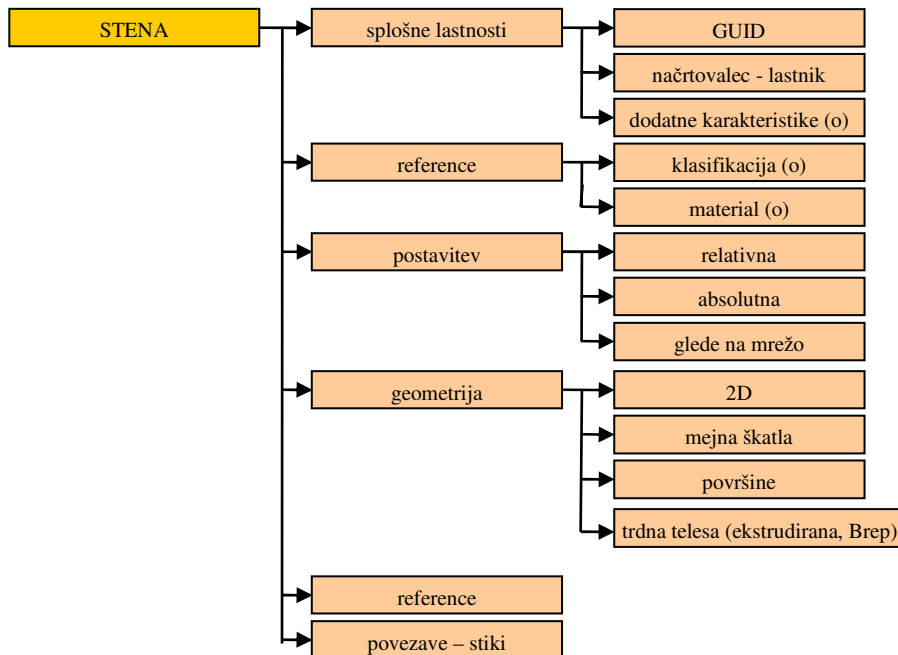 STENA
splošne lastnosti
GUID
načrtovalec - lastnik
dodatne karakteristike (o)
reference
klasifikacija (o)
material (o)
postavitev
relativna
absolutna
glede na mrežo
geometrija
2D
mejna škatla
površine
trdna telesa (ekstrudirana, Brep)
reference
povezave – stiki